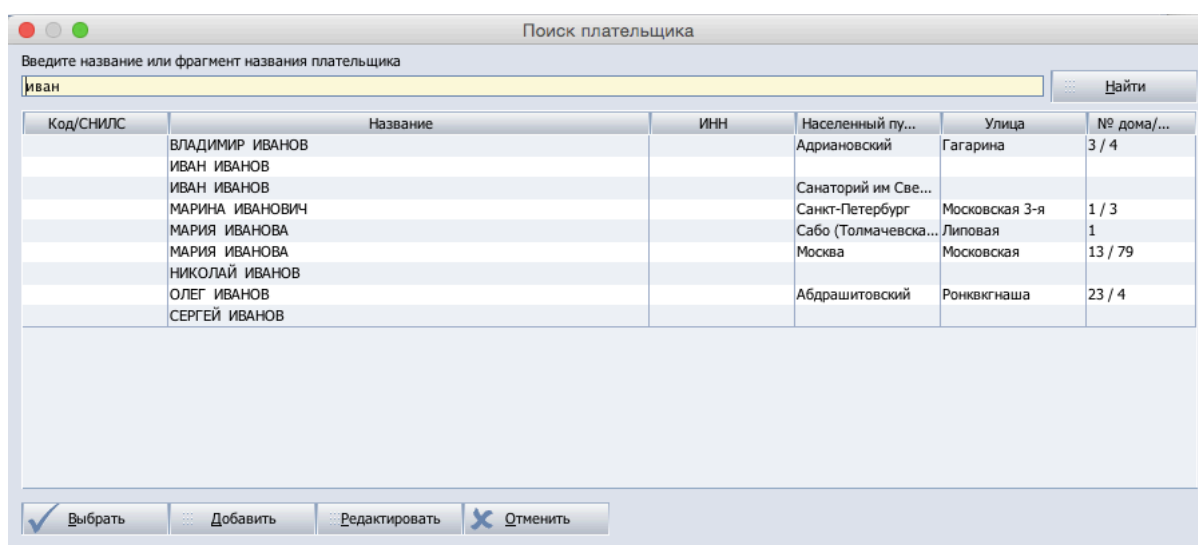 Поиск плательщика
Введите название или фрагмент названия плательщика
иван Найти
Код/СНИЛС Название ИНН Населенный пу... Улица № дома/...
ВЛАДИМИР ИВАНОВ Адриановский Гагарина 3 / 4
ИВАН ИВАНОВ
ИВАН ИВАНОВ Санаторий им Све...
МАРИНА ИВАНОВИЧ Санкт-Петербург Московская 3-я 1 / 3
МАРИЯ ИВАНОВА Сабо (Толмачевска... Липовая 1
МАРИЯ ИВАНОВА Москва Московская 13 / 79
НИКОЛАЙ ИВАНОВ
ОЛЕГ ИВАНОВ Абдрашитовский Ронквкгнаша 23 / 4
СЕРГЕЙ ИВАНОВ
Выбрать Добавить Редактировать Отменить